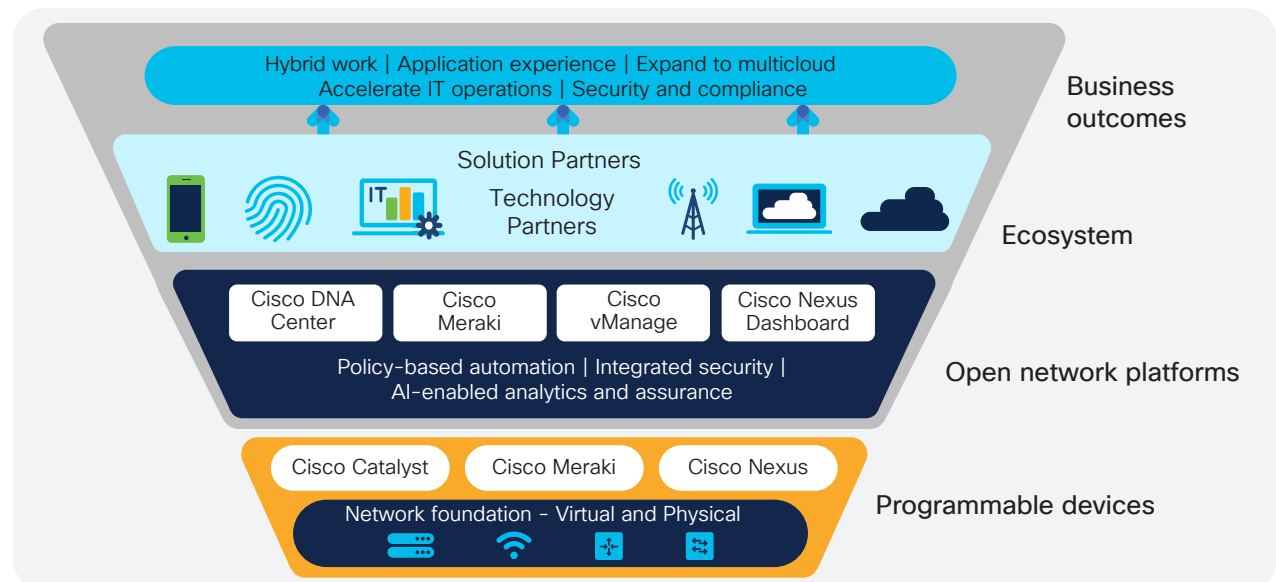 Hybrid work | Application experience | Expand to multicloud
Accelerate IT operations | Security and compliance
Business
outcomes
Solution Partners
IT
Technology
Partners
Ecosystem
Cisco DNA
Center
Cisco
Meraki
Cisco
vManage
Cisco Nexus
Dashboard
Policy-based automation | Integrated security |
AI-enabled analytics and assurance
Open network platforms
Cisco Catalyst
Cisco Meraki
Cisco Nexus
Network foundation - Virtual and Physical
Programmable devices